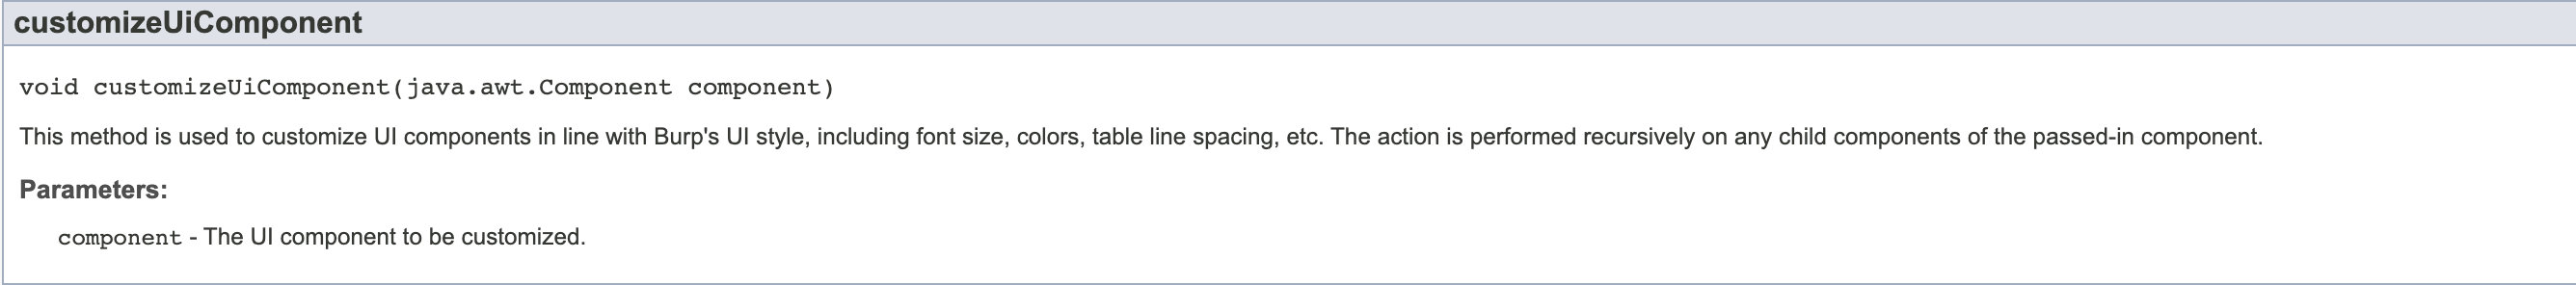 customizeUiComponent
void customizeUiComponent(java.awt.Component component)
This method is used to customize UI components in line with Burp's UI style, including font size, colors, table line spacing, etc. The action is performed recursively on any child components of the passed-in component.
Parameters:
component - The UI component to be customized.